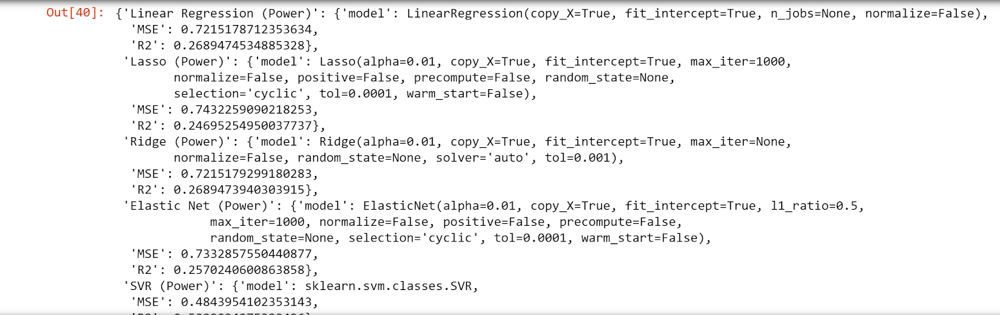 Out[40]: {'Linear Regression (Power)': {'model': LinearRegression(copy_X=True, fit_intercept=True, n_jobs=None, normalize=False),
'MSE': 0.7215178712353634,
'R2': 0.2689474534885328},
'Lasso (Power)': {'model': Lasso(alpha=0.01, copy_X=True, fit_intercept=True, max_iter=1000,
normalize=False, positive=False, precompute=False, random_state=None,
selection='cyclic', tol=0.0001, warm_start=False),
'MSE': 0.7432259090218253,
'R2': 0.24695254950037737},
'Ridge (Power)': {'model': Ridge(alpha=0.01, copy_X=True, fit_intercept=True, max_iter=None,
normalize=False, random_state=None, solver='auto', tol=0.001),
'MSE': 0.7215179299180283,
'R2': 0.2689473940303915},
'Elastic Net (Power)': {'model': ElasticNet(alpha=0.01, copy_X=True, fit_intercept=True, l1_ratio=0.5,
max_iter=1000, normalize=False, positive=False, precompute=False,
random_state=None, selection='cyclic', tol=0.0001, warm_start=False),
'MSE': 0.7332857550440877,
'R2': 0.2570240600863858},
'SVR (Power)': {'model': sklearn.svm.classes.SVR,
'MSE': 0.4843954102353143,